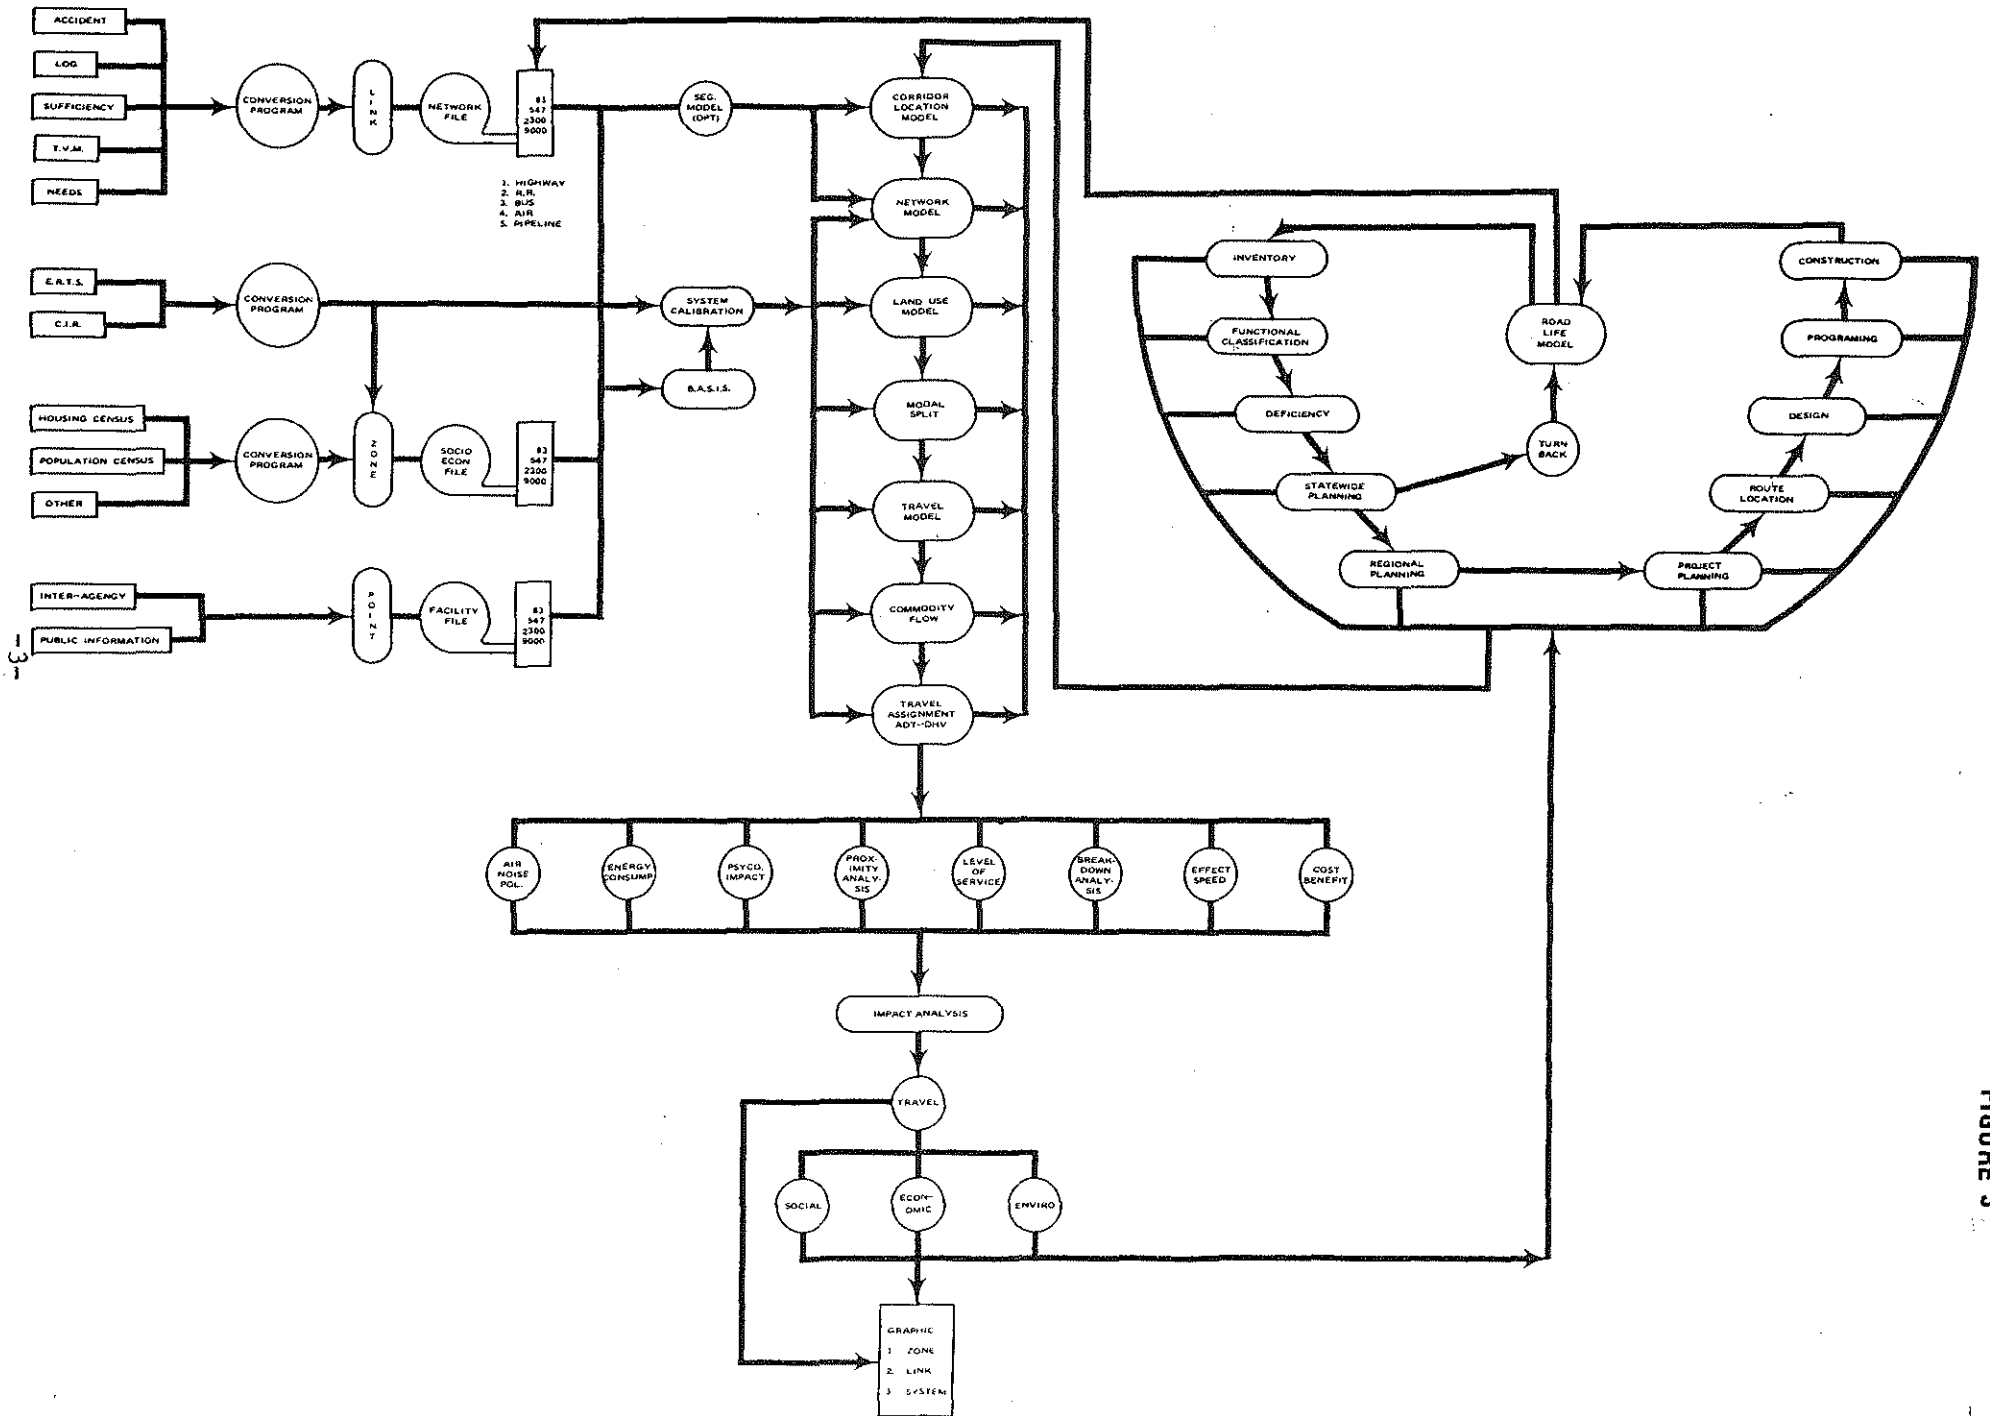 ACCIDENT
LOG
SUFFICIENCY
T.V.M.
NEEDS
CONVERSION
PROGRAM
LINK
NETWORK
FILE
83
547
2300
9000
1. HIGHWAY
2. R.R.
3. BUS
4. AIR
5. PIPELINE
SEG.
MODEL
(OPT)
E.R.T.S.
C.I.R.
CONVERSION
PROGRAM
SYSTEM
CALIBRATION
B.A.S.I.S.
HOUSING CENSUS
POPULATION CENSUS
OTHER
CONVERSION
PROGRAM
ZONE
SOCIO
ECON
FILE
83
547
2300
9000
INTER-AGENCY
PUBLIC INFORMATION
POINT
FACILITY
FILE
83
547
2300
9000
CORRIDOR
LOCATION
MODEL
NETWORK
MODEL
LAND USE
MODEL
MODAL
SPLIT
TRAVEL
MODEL
COMMODITY
FLOW
TRAVEL
ASSIGNMENT
ADT-DHV
INVENTORY
FUNCTIONAL
CLASSIFICATION
DEFICIENCY
STATEWIDE
PLANNING
REGIONAL
PLANNING
PROJECT
PLANNING
ROUTE
LOCATION
DESIGN
PROGRAMING
CONSTRUCTION
ROAD
LIFE
MODEL
TURN
BACK
AIR
NOISE
POL.
ENERGY
CONSUMP
PSYCO.
IMPACT
PROX-
IMITY
ANALY-
SIS
LEVEL
OF
SERVICE
BREAK-
DOWN
ANALY-
SIS
EFFECT
SPEED
COST
BENEFIT
IMPACT ANALYSIS
TRAVEL
SOCIAL
ECON-
OMIC
ENVIRO
GRAPHIC
1 ZONE
2. LINK
3 SYSTEM
-3-
FIGURE 3